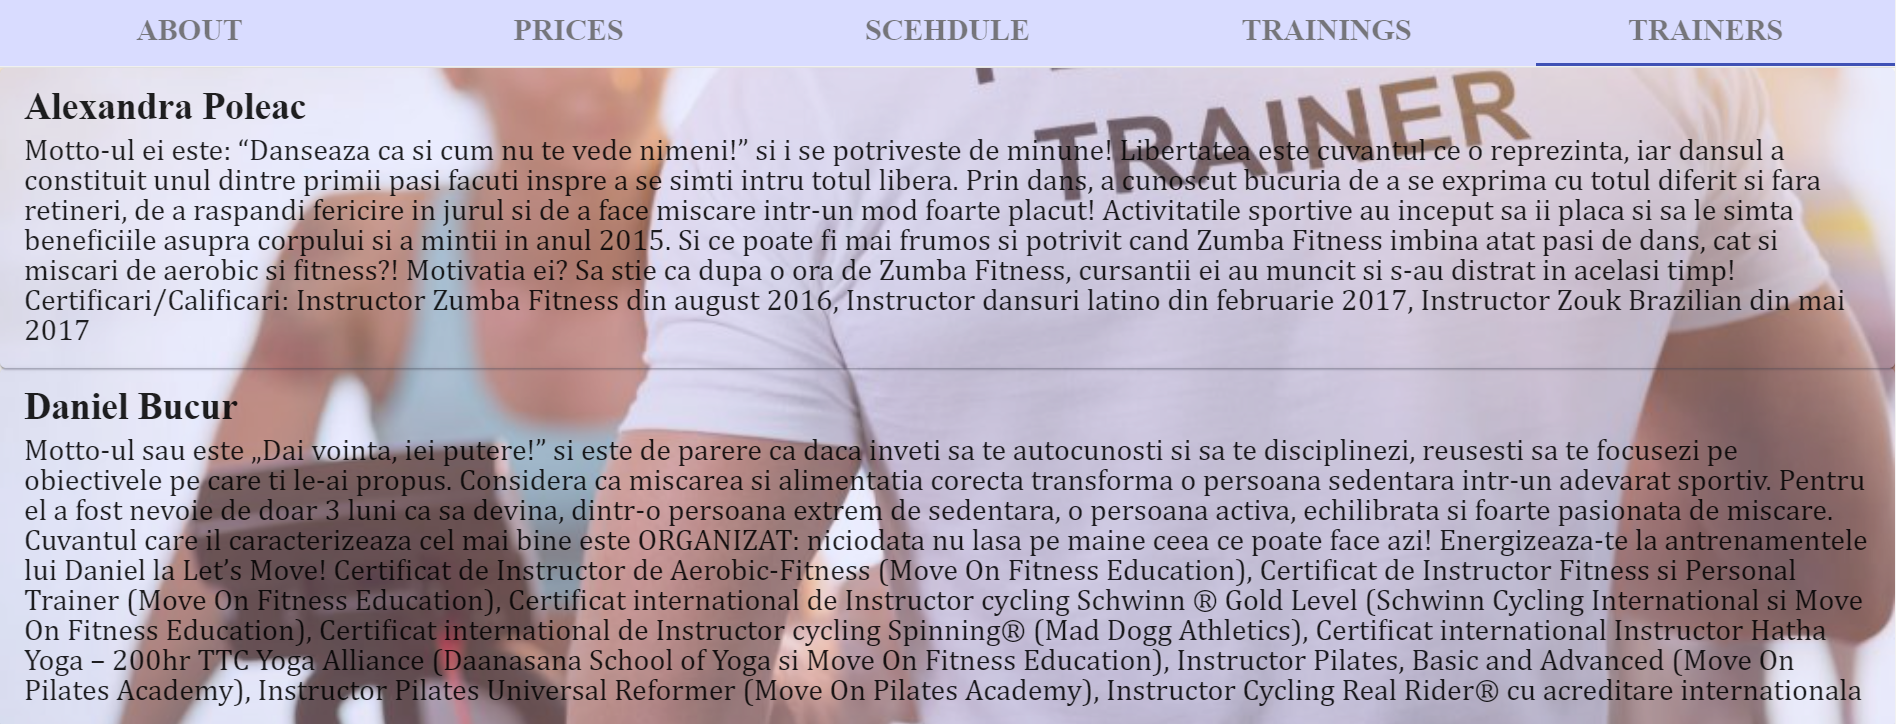 ABOUT PRICES SCEHDULE TRAININGS TRAINERS
TRAINER
Alexandra Poleac
Motto-ul ei este: “Danseaza ca si cum nu te vede nimeni!” si i se potriveste de minune! Libertatea este cuvantul ce o reprezinta, iar dansul a
constituit unul dintre primii pasi facuti inspre a se simti intru totul libera. Prin dans, a cunoscut bucuria de a se exprima cu totul diferit si fara
retineri, de a raspandi fericire in jurul si de a face miscare intr-un mod foarte placut! Activitatile sportive au inceput sa ii placa si sa le simta
beneficiile asupra corpului si a mintii in anul 2015. Si ce poate fi mai frumos si potrivit cand Zumba Fitness imbina atat pasi de dans, cat si
miscari de aerobic si fitness?! Motivatia ei? Sa stie ca dupa o ora de Zumba Fitness, cursantii ei au muncit si s-au distrat in acelasi timp!
Certificari/Calificari: Instructor Zumba Fitness din august 2016, Instructor dansuri latino din februarie 2017, Instructor Zouk Brazilian din mai
2017
Daniel Bucur
Motto-ul sau este „Dai vointa, iei putere!” si este de parere ca daca inveti sa te autocunosti si sa te disciplinezi, reusesti sa te focusezi pe
obiectivele pe care ti le-ai propus. Considera ca miscarea si alimentatia corecta transforma o persoana sedentara intr-un adevarat sportiv. Pentru
el a fost nevoie de doar 3 luni ca sa devina, dintr-o persoana extrem de sedentara, o persoana activa, echilibrata si foarte pasionata de miscare.
Cuvantul care il caracterizeaza cel mai bine este ORGANIZAT: niciodata nu lasa pe maine ceea ce poate face azi! Energizeaza-te la antrenamentele
lui Daniel la Let’s Move! Certificat de Instructor de Aerobic-Fitness (Move On Fitness Education), Certificat de Instructor Fitness si Personal
Trainer (Move On Fitness Education), Certificat international de Instructor cycling Schwinn ® Gold Level (Schwinn Cycling International si Move
On Fitness Education), Certificat international de Instructor cycling Spinning® (Mad Dogg Athletics), Certificat international Instructor Hatha
Yoga – 200hr TTC Yoga Alliance (Daanasana School of Yoga si Move On Fitness Education), Instructor Pilates, Basic and Advanced (Move On
Pilates Academy), Instructor Pilates Universal Reformer (Move On Pilates Academy), Instructor Cycling Real Rider® cu acreditare internationala